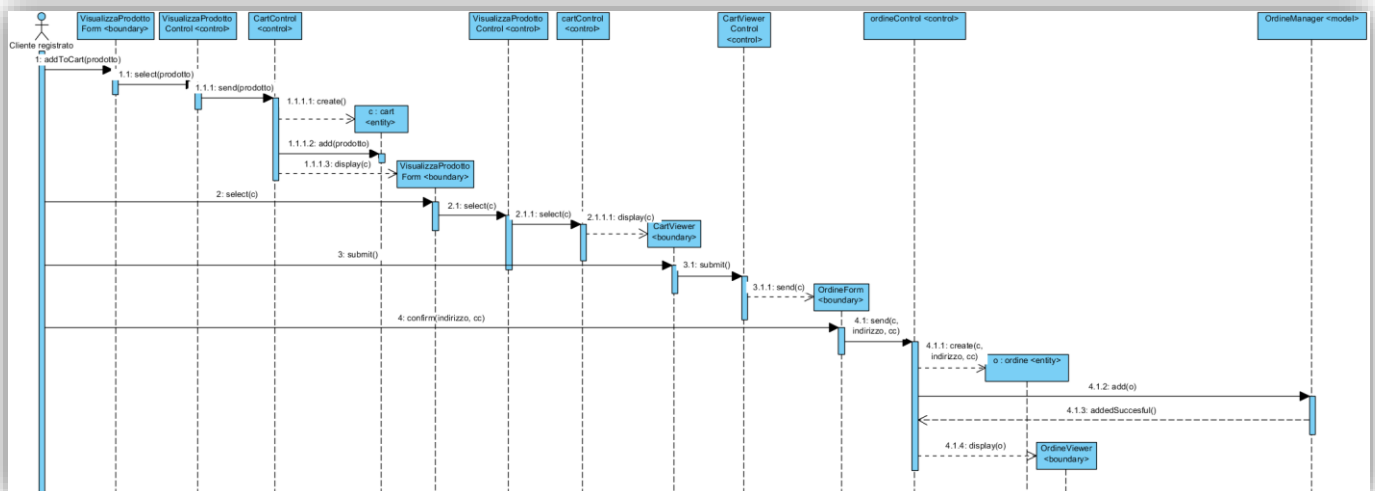 VisualizzaProdotto
Form <boundary>
VisualizzaProdotto
Control <control>
CartControl
<control>
VisualizzaProdotto
Control <control>
cartControl
<control>
CartViewer
Control
<control>
ordineControl <control>
OrdineManager <model>
Cliente registrato
1: addToCart(prodotto)
1.1: select(prodotto)
1.1.1: send(prodotto)
1.1.1.1: create()
c : cart
<entity>
1.1.1.2: add(prodotto)
1.1.1.3: display(c)
VisualizzaProdotto
Form <boundary>
2: select(c)
2.1: select(c)
2.1.1: select(c)
2.1.1.1: display(c)
CartViewer
<boundary>
3: submit()
3.1: submit()
3.1.1: send(c)
OrdineForm
<boundary>
4: confirm(indirizzo, cc)
4.1: send(c,
indirizzo, cc)
4.1.1: create(c,
indirizzo, cc)
o : ordine <entity>
4.1.2: add(o)
4.1.3: addedSuccesful()
4.1.4: display(o)
OrdineViewer
<boundary>